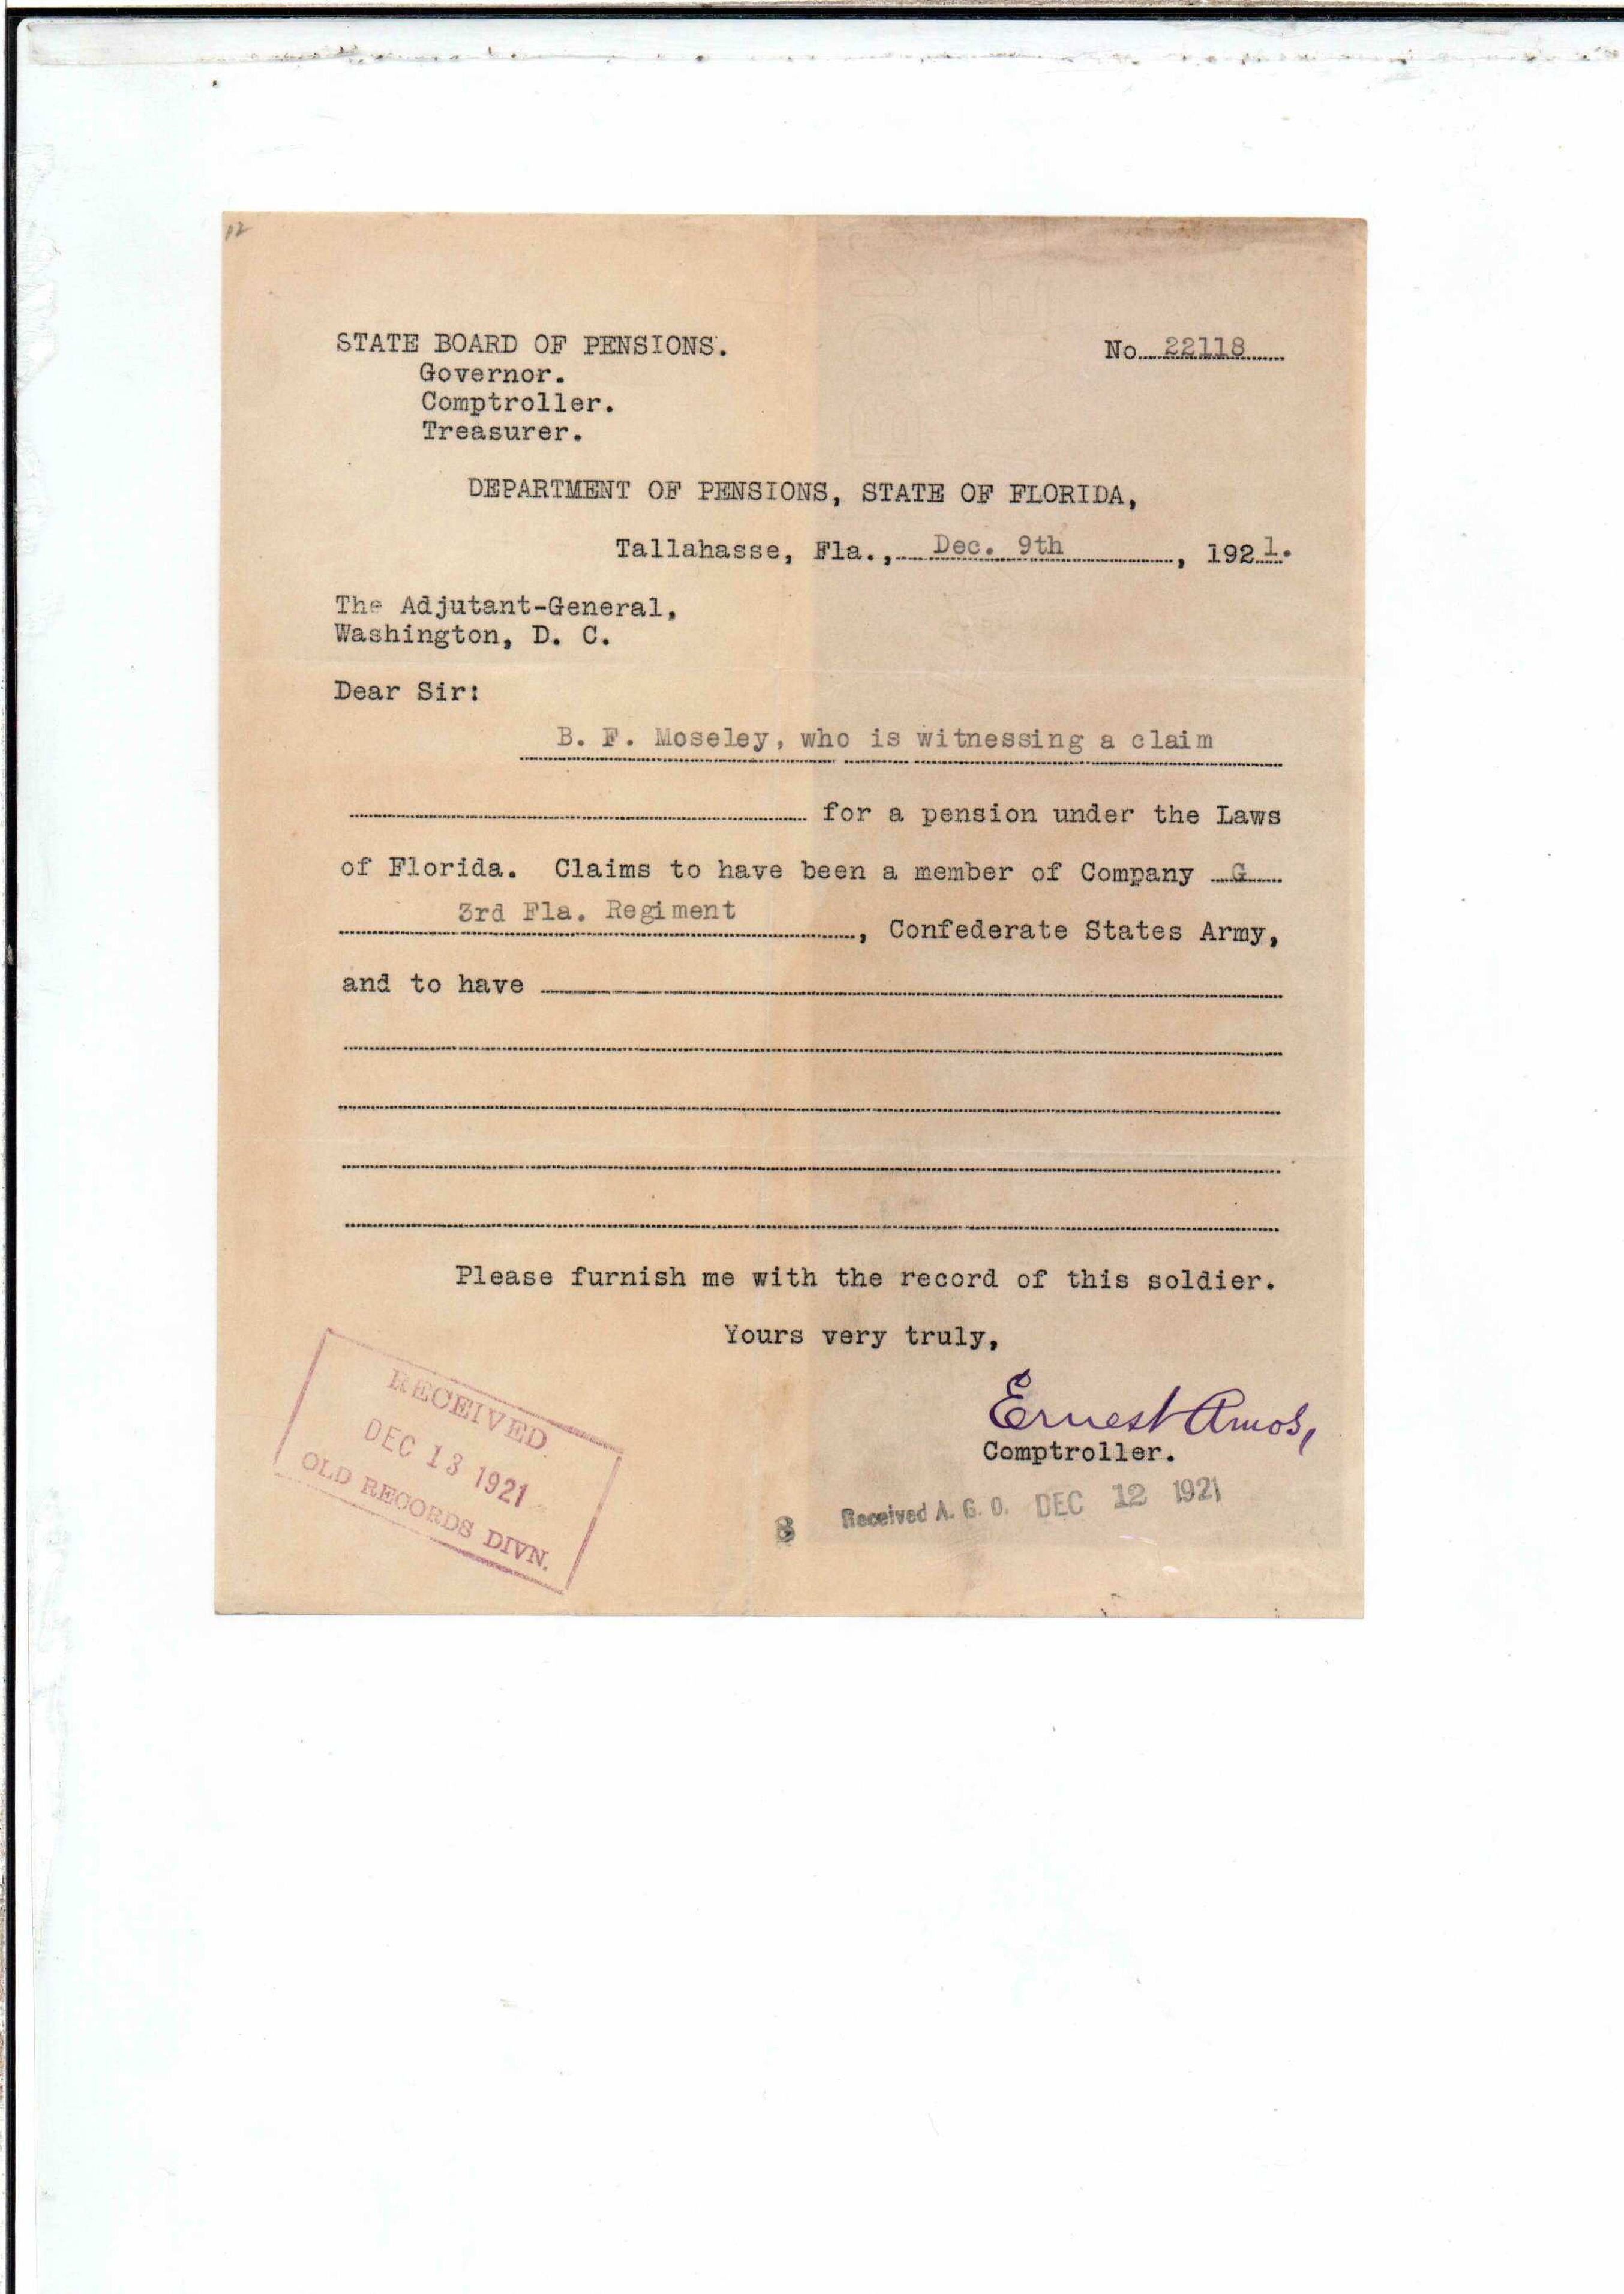 12
STATE BOARD OF PENSIONS.
No. 22118
Governor.
Comptroller.
Treasurer.
DEPARTMENT OF PENSIONS, STATE OF FLORIDA,
Tallahasse, Fla., Dec. 9th, 1921.
The Adjutant-General,
Washington, D. C.
Dear Sir:
B. F. Moseley, who is witnessing a claim
for a pension under the Laws
of Florida. Claims to have been a member of Company G
3rd Fla. Regiment, Confederate States Army,
and to have
Please furnish me with the record of this soldier.
Yours very truly,
Ernest Amos,
Comptroller.
RECEIVED.
DEC 13 1921
OLD RECORDS DIVN.
8 Received A. G. O. DEC 12 1921